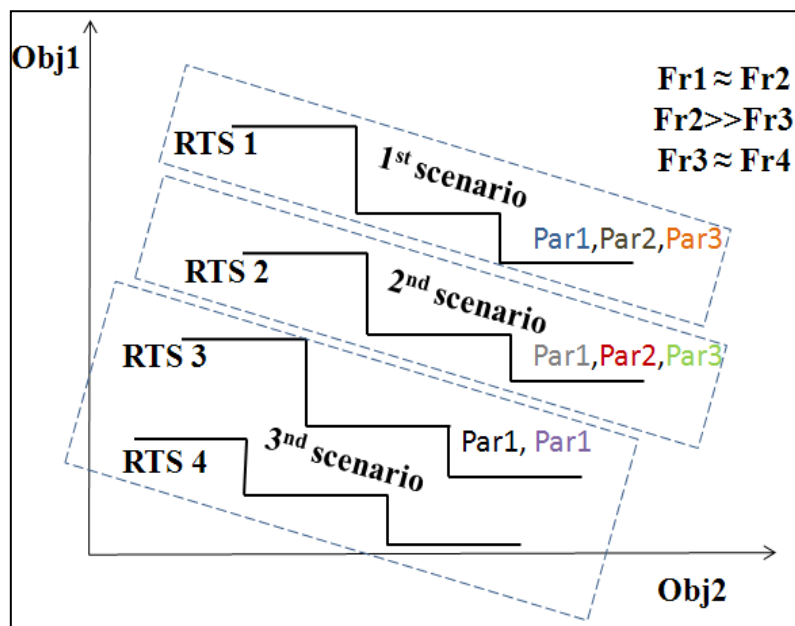 Obj1
Fr1 ≈ Fr2
Fr2>>Fr3
Fr3 ≈ Fr4
RTS 1
1st scenario
Par1,Par2,Par3
RTS 2
2nd scenario
Par1,Par2,Par3
RTS 3
Par1, Par1
RTS 4
3nd scenario
Obj2